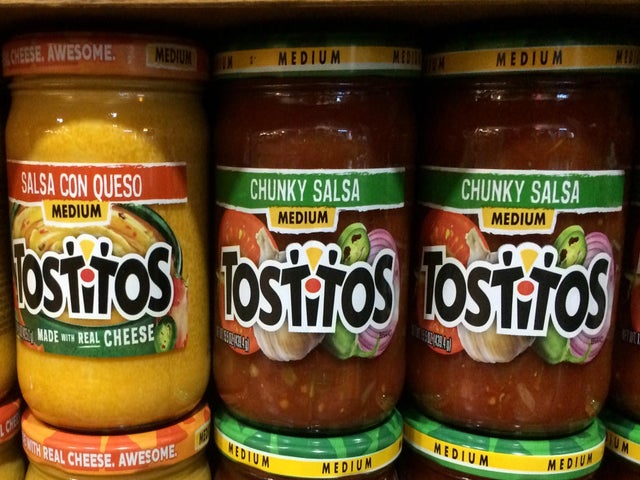 CHEESE. AWESOME. MEDIUM
SALSA CON QUESO
MEDIUM
TOSTITOS
MADE WITH REAL CHEESE
MEDIUM
CHUNKY SALSA
MEDIUM
TOSTITOS
MEDIUM
CHUNKY SALSA
MEDIUM
TOSTITOS
WITH REAL CHEESE. AWESOME.
MEDIUM MEDIUM
MEDIUM MEDIUM